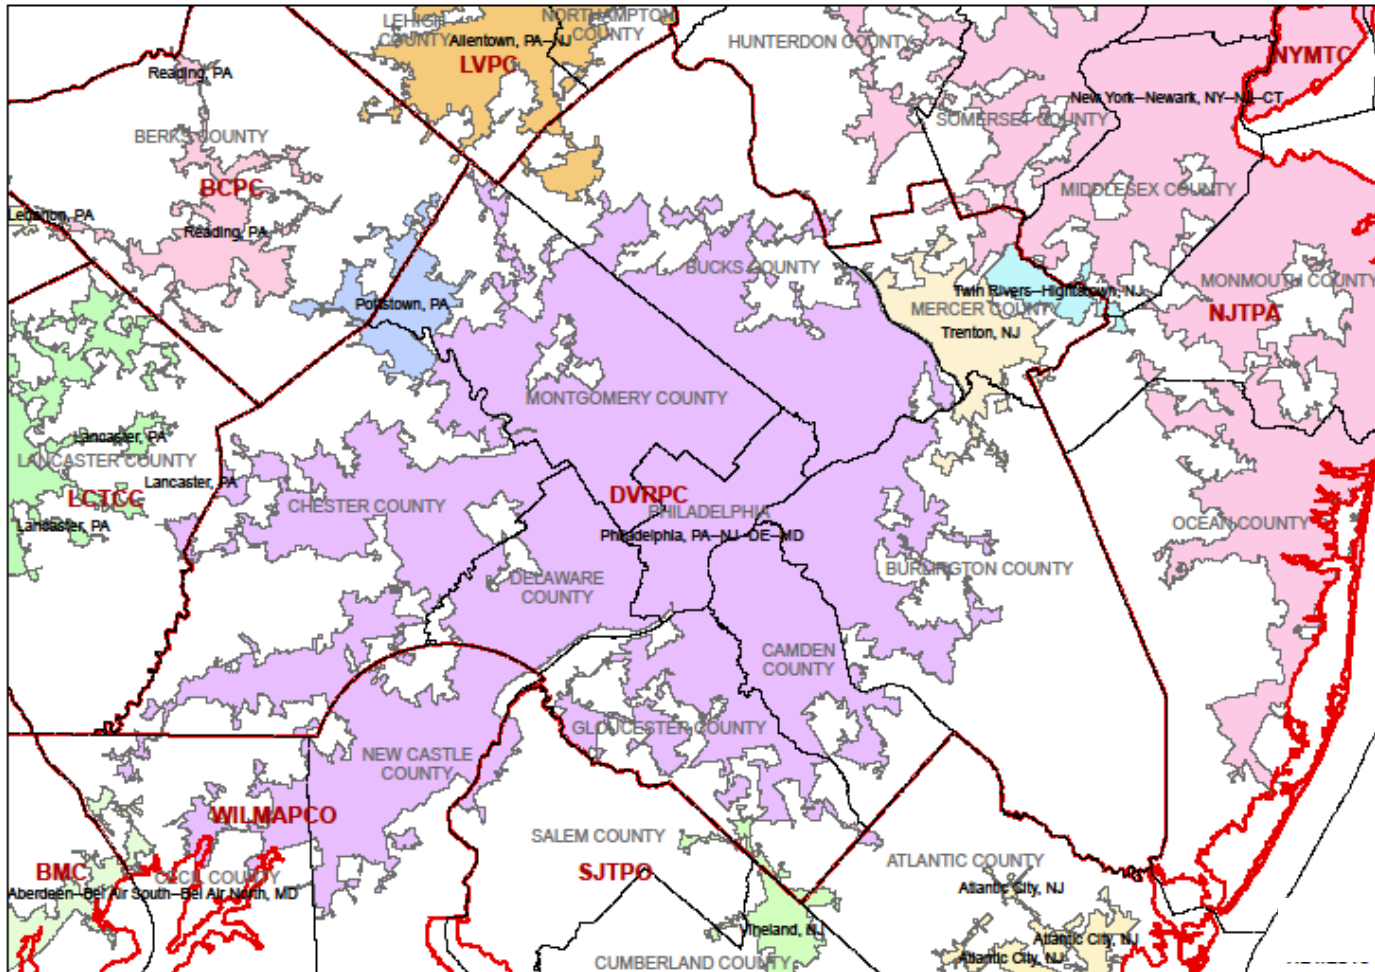 LEHIGH
COUNTY
NORTHAMPTON
COUNTY
Allentown, PA--NJ
LVPC
HUNTERDON COUNTY
NYMTC
Reading, PA
New York--Newark, NY--NJ--CT
SOMERSET COUNTY
BERKS COUNTY
BCPC
MIDDLESEX COUNTY
Lebanon, PA
Reading, PA
BUCKS COUNTY
MONMOUTH COUNTY
Twin Rivers--Hightstown, NJ
Pottstown, PA
MERCER COUNTY
NJTPA
Trenton, NJ
MONTGOMERY COUNTY
Lancaster, PA
LANCASTER COUNTY
Lancaster, PA
LCTCC
CHESTER COUNTY
DVRPC
PHILADELPHIA
Lancaster, PA
Philadelphia, PA--NJ--DE--MD
OCEAN COUNTY
DELAWARE
COUNTY
BURLINGTON COUNTY
CAMDEN
COUNTY
GLOUCESTER COUNTY
NEW CASTLE
COUNTY
WILMAPCO
SALEM COUNTY
BMC
CECIL COUNTY
SJTPO
ATLANTIC COUNTY
Aberdeen--Bel Air South--Bel Air North, MD
Atlantic City, NJ
Vineland, NJ
Atlantic City, NJ
Atlantic City, NJ
CUMBERLAND COUNTY